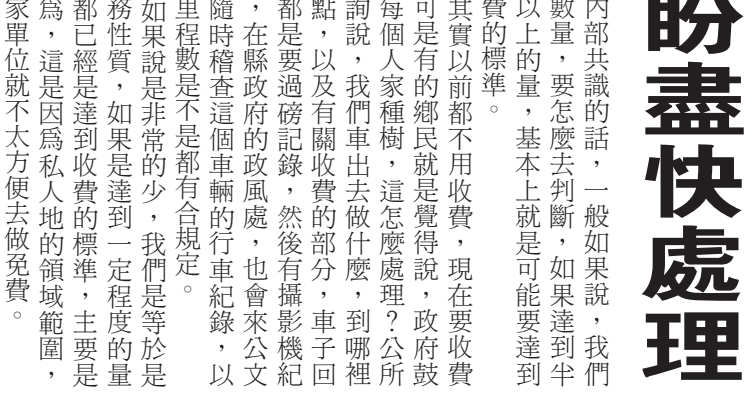 盼盡快處理
內部共識的話，一般如果說，我們
數量，要怎麼去判斷，如果達到半
以上的量，基本上就是可能要達到
費的標準。
其實以前都不用收費，現在要收費
可是有的鄉民就是覺得說，政府鼓
每個人家種樹，這怎麼處理？公所
詢說，我們車出去做什麼，到哪裡
點，以及有關收費的部分，車子回
都是要過磅記錄，然後有攝影機紀
，在縣政府的政風處，也會來公文
隨時稽查這個車輛的行車紀錄，以
里程數是不是都有合規定。
如果說是非常的少，我們是等於是
務性質，如果是達到一定程度的量
都已經是達到收費的標準，主要是
為，這是因為私人地的領域範圍，
家單位就不太方便去做免費。